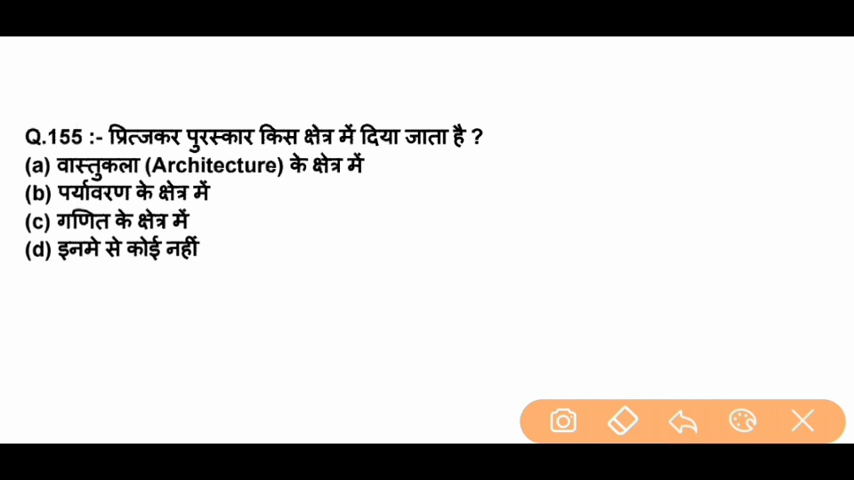 Q.155 :- प्रित्जकर पुरस्कार किस क्षेत्र में दिया जाता है ?
(a) वास्तुकला (Architecture) के क्षेत्र में
(b) पर्यावरण के क्षेत्र में
(c) गणित के क्षेत्र में
(d) इनमे से कोई नहीं